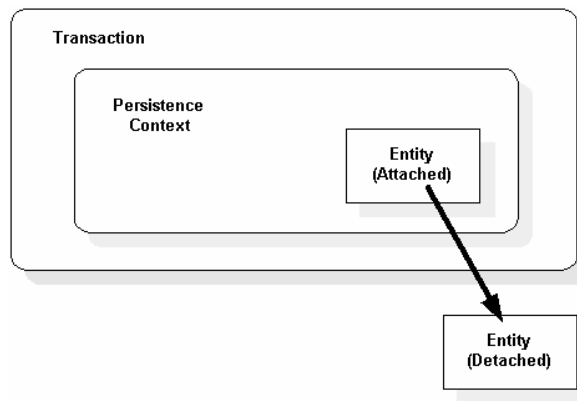 Transaction
Persistence
Context
Entity
(Attached)
Entity
(Detached)